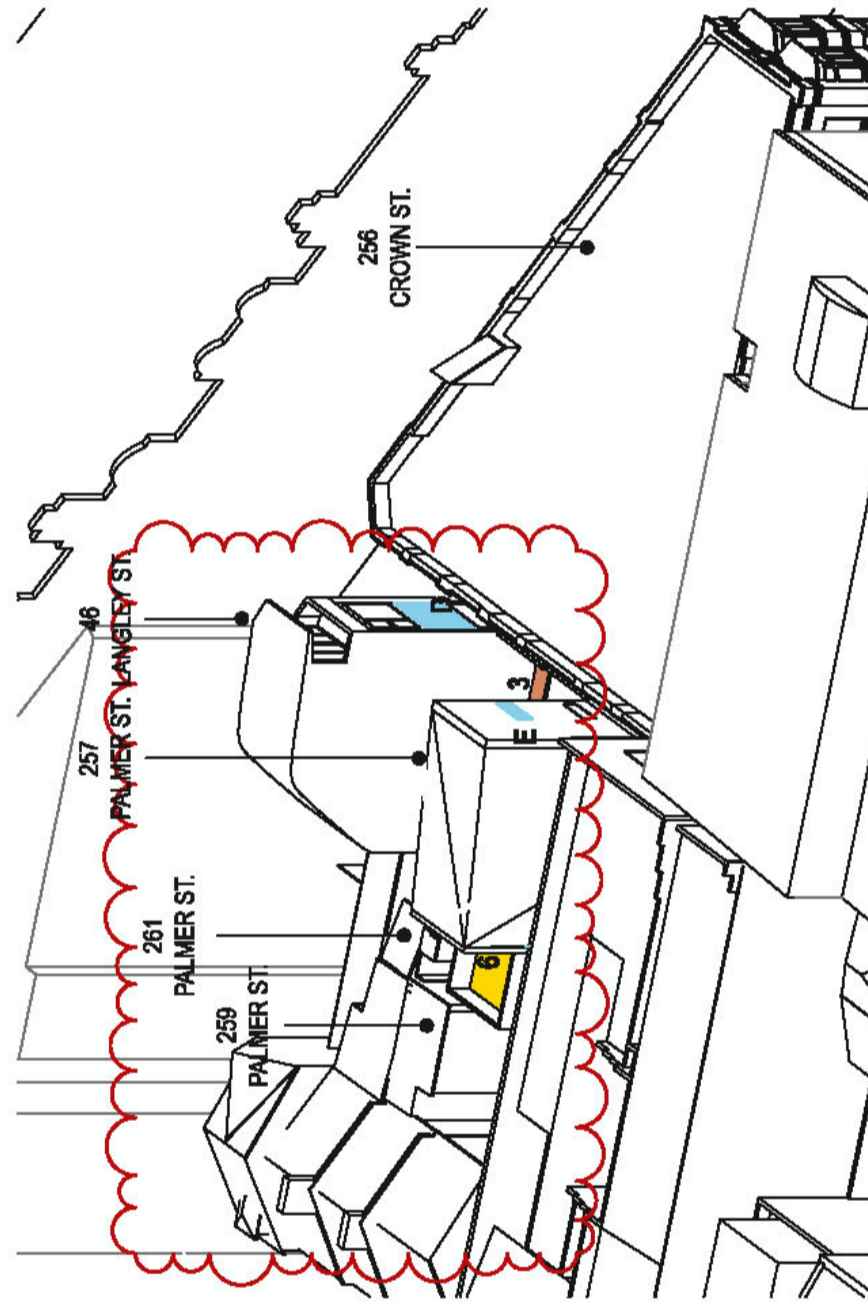 259
PALMER ST.
261
PALMER ST.
257
PALMER ST.
46
LANGLEY ST.
256
CROWN ST.
D
3
E
6